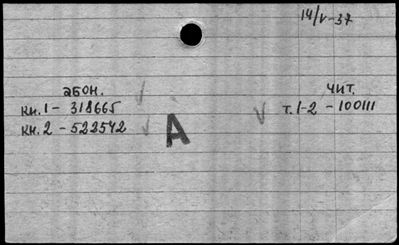 14/V-37
абон.
чит.
кн.1 - 318665
т.1-2 - 100111
кн.2 - 522542
А